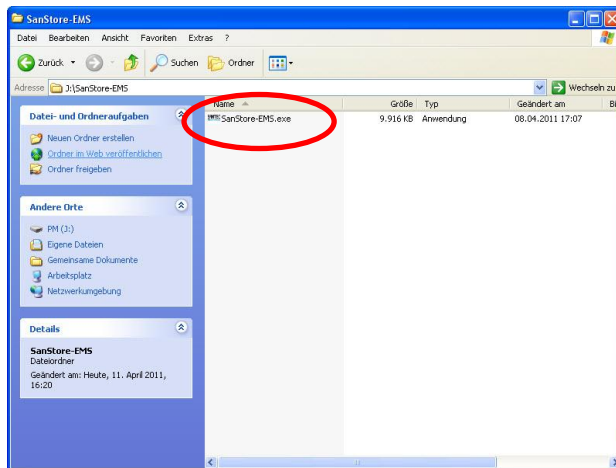 SanStore-EMS
Datei Bearbeiten Ansicht Favoriten Extras ?
Zurück Suchen Ordner
Adresse J:\SanStore-EMS Wechseln zu
Name Größe Typ Geändert am
Datei- und Ordneraufgaben
SanStore-EMS.exe 9.916 KB Anwendung 08.04.2011 17:07
Neuen Ordner erstellen
Ordner im Web veröffentlichen
Ordner freigeben
Andere Orte
PM (J:)
Eigene Dateien
Gemeinsame Dokumente
Arbeitsplatz
Netzwerkumgebung
Details
SanStore-EMS
Dateiordner
Geändert am: Heute, 11. April 2011,
16:20